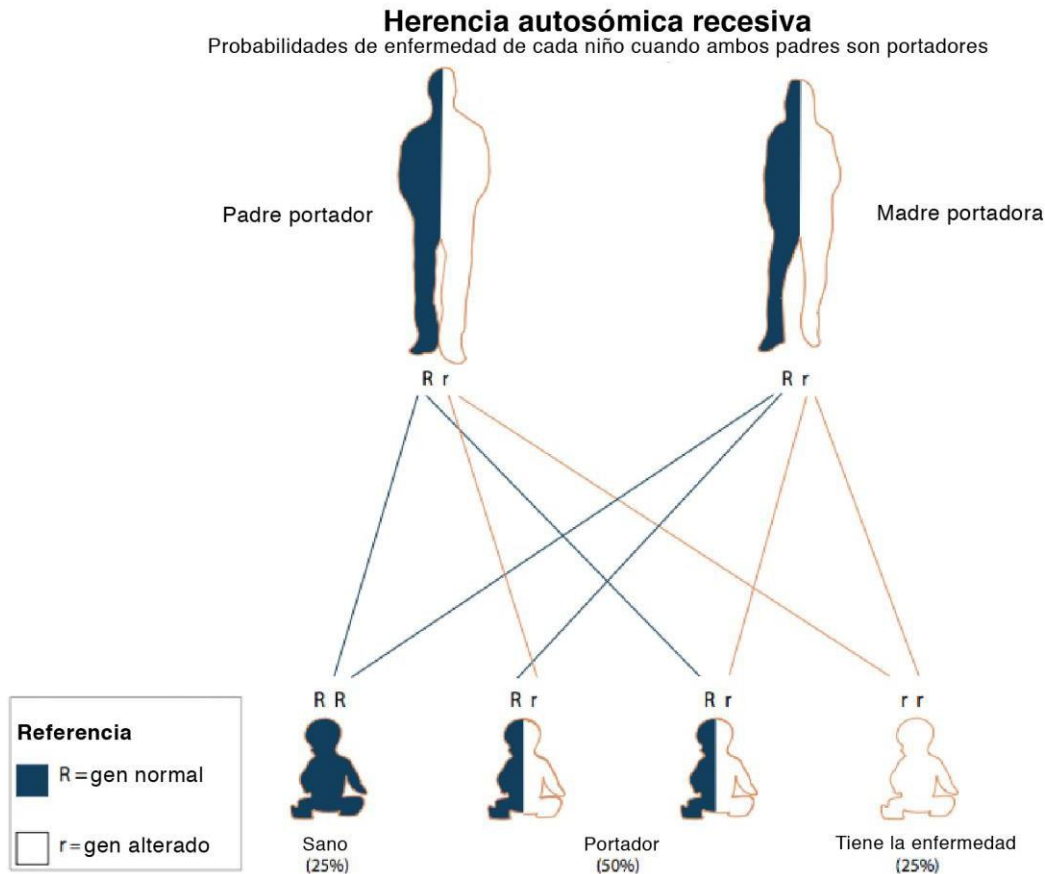 Herencia autosómica recesiva
Probabilidades de enfermedad de cada niño cuando ambos padres son portadores
Padre portador
Madre portadora
R r
R r
R R
R r
R r
r r
Referencia
R=gen normal
r=gen alterado
Sano
(25%)
Portador
(50%)
Tiene la enfermedad
(25%)